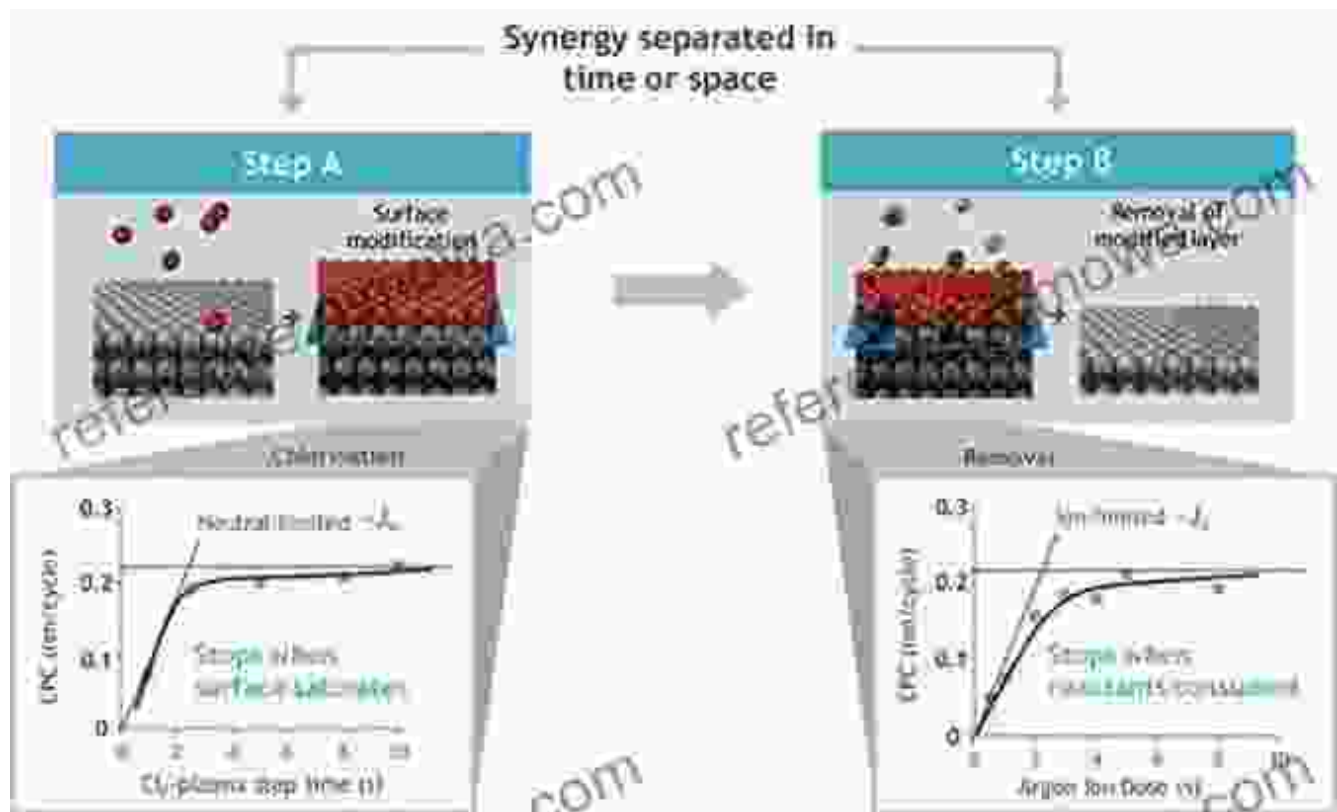 Synergy separated in
time or space
Step A
Step B
Surface
modification
Removal of
modified layer
Chlorination
Removal
Neutral-limited
0.3
0.2
0.1
0
EPC (nm/cycle)
Stops when
surface saturates
0 2 4 6 8 10
Cl₂-plasma step time (s)
Ion-limited
0.3
0.2
0.1
0
EPC (nm/cycle)
Stops when
reactants consumed
2 4 6 8 10
Argon Ion Dose (s)